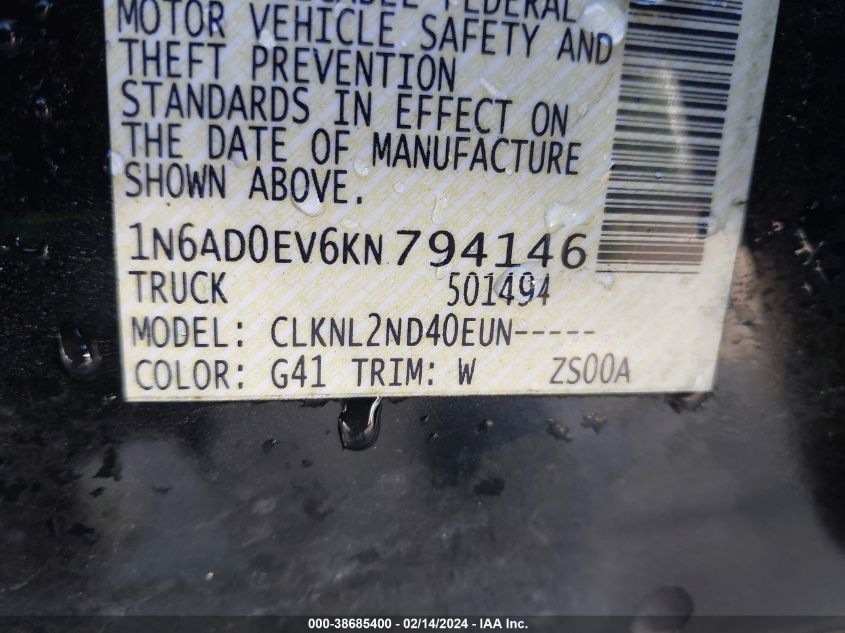 FEDERAL
MOTOR VEHICLE SAFETY AND
THEFT PREVENTION
STANDARDS IN EFFECT ON
THE DATE OF MANUFACTURE
SHOWN ABOVE.
1N6AD0EV6KN794146
TRUCK 501494
MODEL: CLKNL2ND40EUN-----
COLOR: G41 TRIM: W ZS00A
000-38685400 - 02/14/2024 - IAA Inc.